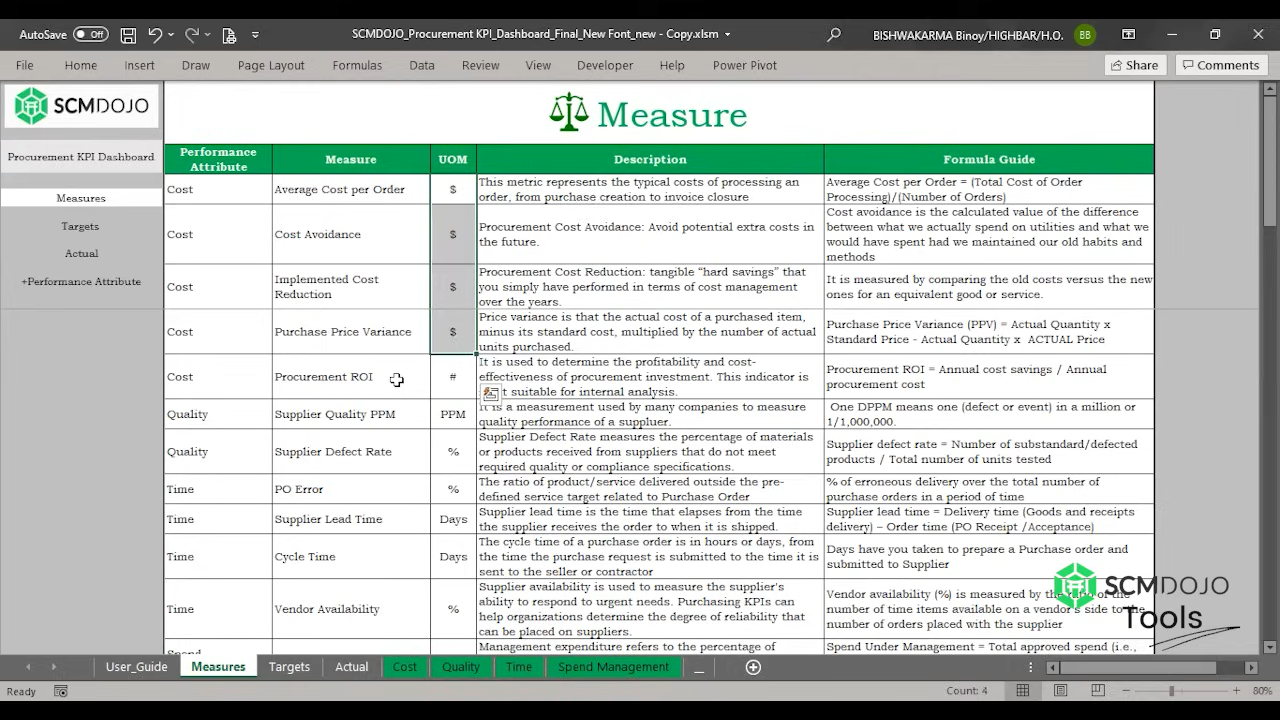 AutoSave Off
SCMDOJO_Procurement KPI_Dashboard_Final_New Font_new - Copy.xlsm
BISHWAKARMA Binoy/HIGHBAR/H.O. BB
File Home Insert Draw Page Layout Formulas Data Review View Developer Help Power Pivot Share Comments
SCMDOJO
Procurement KPI Dashboard
Measures
Targets
Actual
+Performance Attribute
Measure
Performance
Attribute
Measure
UOM
Description
Formula Guide
Cost
Average Cost per Order
$
This metric represents the typical costs of processing an
order, from purchase creation to invoice closure
Average Cost per Order = (Total Cost of Order
Processing)/(Number of Orders)
Cost
Cost Avoidance
$
Procurement Cost Avoidance: Avoid potential extra costs in
the future.
Cost avoidance is the calculated value of the difference
between what we actually spend on utilities and what we
would have spent had we maintained our old habits and
methods
Cost
Implemented Cost
Reduction
$
Procurement Cost Reduction: tangible “hard savings” that
you simply have performed in terms of cost management
over the years.
It is measured by comparing the old costs versus the new
ones for an equivalent good or service.
Cost
Purchase Price Variance
$
Price variance is that the actual cost of a purchased item,
minus its standard cost, multiplied by the number of actual
units purchased.
Purchase Price Variance (PPV) = Actual Quantity x
Standard Price - Actual Quantity x ACTUAL Price
Cost
Procurement ROI
#
It is used to determine the profitability and cost-
effectiveness of procurement investment. This indicator is
t suitable for internal analysis.
Procurement ROI = Annual cost savings / Annual
procurement cost
Quality
Supplier Quality PPM
PPM
It is a measurement used by many companies to measure
quality performance of a suppluer.
One DPPM means one (defect or event) in a million or
1/1,000,000.
Quality
Supplier Defect Rate
%
Supplier Defect Rate measures the percentage of materials
or products received from suppliers that do not meet
required quality or compliance specifications.
Supplier defect rate = Number of substandard/defected
products / Total number of units tested
Time
PO Error
%
The ratio of product/service delivered outside the pre-
defined service target related to Purchase Order
% of erroneous delivery over the total number of
purchase orders in a period of time
Time
Supplier Lead Time
Days
Supplier lead time is the time that elapses from the time
the supplier receives the order to when it is shipped.
Supplier lead time = Delivery time (Goods and receipts
delivery) – Order time (PO Receipt /Acceptance)
Time
Cycle Time
Days
The cycle time of a purchase order is in hours or days, from
the time the purchase request is submitted to the time it is
sent to the seller or contractor
Days have you taken to prepare a Purchase order and
submitted to Supplier
Time
Vendor Availability
%
Supplier availability is used to measure the supplier's
ability to respond to urgent needs. Purchasing KPIs can
help organizations determine the degree of reliability that
can be placed on suppliers.
Vendor availability (%) is measured by the
number of time items available on a vendor's side to the
number of orders placed with the supplier
Spend
Management expenditure refers to the percentage of
Spend Under Management = Total approved spend (i.e.,
SCMDOJO
Tools
User_Guide Measures Targets Actual Cost Quality Time Spend Management
Ready
Count: 4
80%